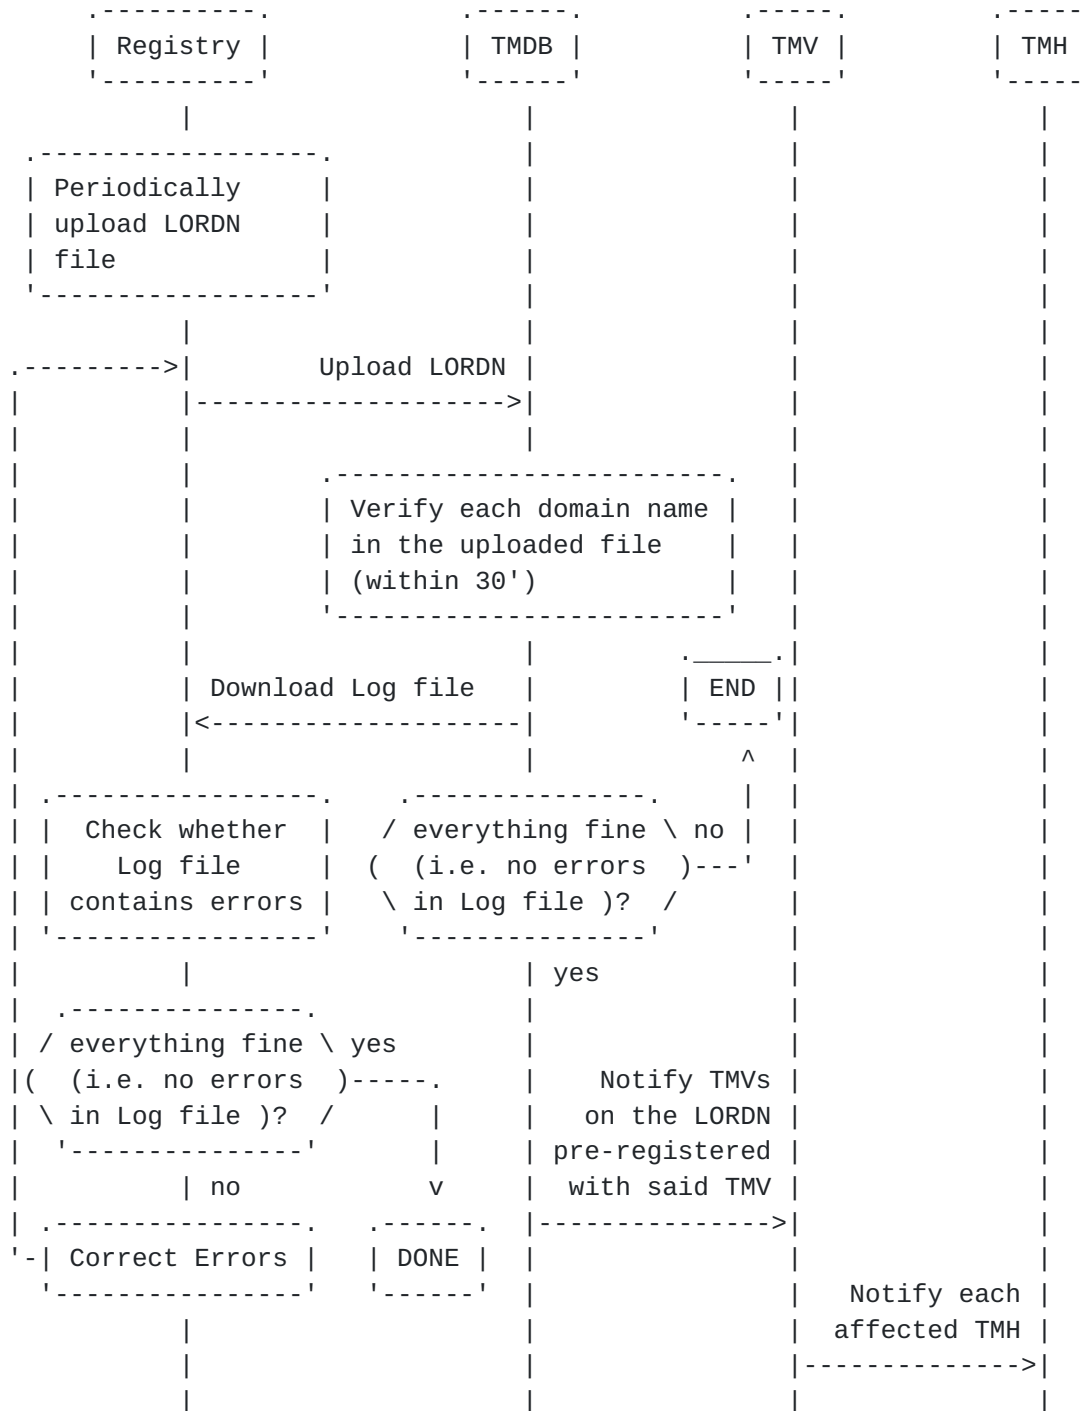 Registry TMDB TMV TMH
Periodically
upload LORDN
file
Upload LORDN
Verify each domain name
in the uploaded file
(within 30')
END
Download Log file
Check whether everything fine no
Log file (i.e. no errors
contains errors in Log file )?
yes
everything fine yes
(i.e. no errors Notify TMVs
in Log file )? on the LORDN
pre-registered
no v with said TMV
Correct Errors DONE
Notify each
affected TMH